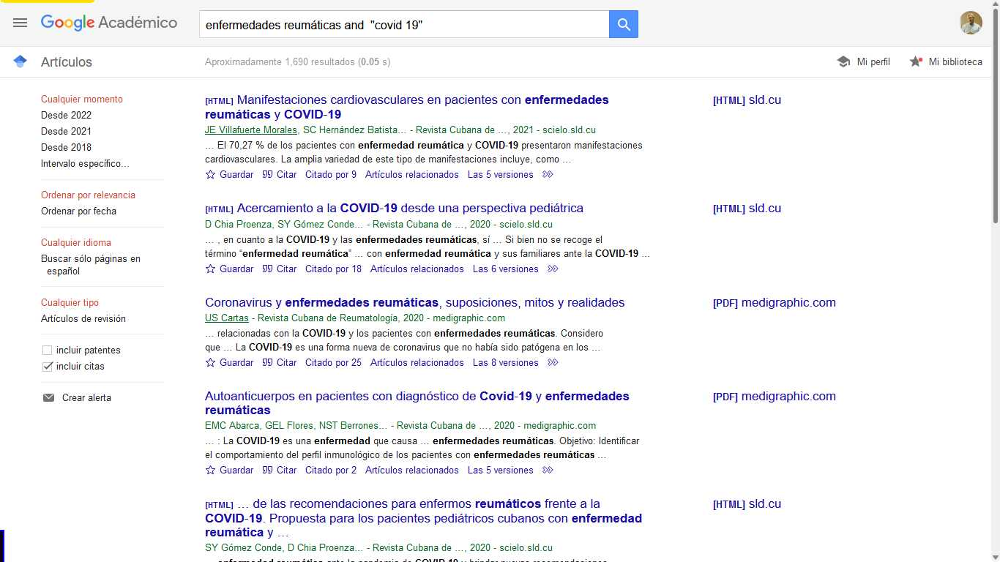 Google Académico
enfermedades reumáticas and  "covid 19"
Artículos
Aproximadamente 1,690 resultados (0.05 s)
Mi perfil
Mi biblioteca
Cualquier momento
Desde 2022
Desde 2021
Desde 2018
Intervalo específico...
Ordenar por relevancia
Ordenar por fecha
Cualquier idioma
Buscar sólo páginas en
español
Cualquier tipo
Artículos de revisión
incluir patentes
incluir citas
Crear alerta
[HTML] Manifestaciones cardiovasculares en pacientes con enfermedades
reumáticas y COVID-19
JE Villafuerte Morales, SC Hernández Batista… - Revista Cubana de …, 2021 - scielo.sld.cu
… El 70,27 % de los pacientes con enfermedad reumática y COVID-19 presentaron manifestaciones
cardiovasculares. La amplia variedad de este tipo de manifestaciones incluye, como …
Guardar Citar Citado por 9 Artículos relacionados Las 5 versiones
[HTML] sld.cu
[HTML] Acercamiento a la COVID-19 desde una perspectiva pediátrica
D Chia Proenza, SY Gómez Conde… - Revista Cubana de …, 2020 - scielo.sld.cu
… , en cuanto a la COVID-19 y las enfermedades reumáticas, sí … Si bien no se recoge el
término “enfermedad reumática” … con enfermedad reumática y sus familiares ante la COVID-19 …
Guardar Citar Citado por 18 Artículos relacionados Las 6 versiones
[HTML] sld.cu
Coronavirus y enfermedades reumáticas, suposiciones, mitos y realidades
US Cartas - Revista Cubana de Reumatología, 2020 - medigraphic.com
… relacionadas con la COVID-19 y los pacientes con enfermedades reumáticas. Considero
que … La COVID-19 es una forma nueva de coronavirus que no había sido patógena en los …
Guardar Citar Citado por 25 Artículos relacionados Las 8 versiones
[PDF] medigraphic.com
Autoanticuerpos en pacientes con diagnóstico de Covid-19 y enfermedades
reumáticas
EMC Abarca, GEL Flores, NST Berrones… - Revista Cubana de …, 2020 - medigraphic.com
… : La COVID-19 es una enfermedad que causa … enfermedades reumáticas. Objetivo: Identificar
el comportamiento del perfil inmunológico de los pacientes con enfermedades reumáticas …
Guardar Citar Citado por 2 Artículos relacionados Las 5 versiones
[PDF] medigraphic.com
[HTML] … de las recomendaciones para enfermos reumáticos frente a la
COVID-19. Propuesta para los pacientes pediátricos cubanos con enfermedad
reumática y …
SY Gómez Conde, D Chia Proenza… - Revista Cubana de …, 2020 - scielo.sld.cu
… enfermedad reumática ante la pandemia de COVID-19 y brindar nuevas recomendaciones
[HTML] sld.cu